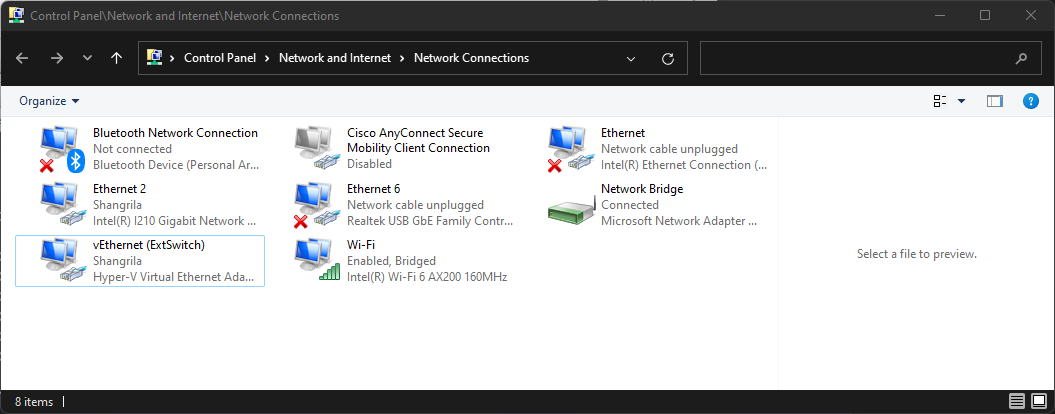 Control Panel\Network and Internet\Network Connections
Control Panel > Network and Internet > Network Connections
Organize
Bluetooth Network Connection
Not connected
Bluetooth Device (Personal Ar...
Cisco AnyConnect Secure
Mobility Client Connection
Disabled
Ethernet
Network cable unplugged
Intel(R) Ethernet Connection (...
Ethernet 2
Shangrila
Intel(R) I210 Gigabit Network ...
Ethernet 6
Network cable unplugged
Realtek USB GbE Family Contr...
Network Bridge
Connected
Microsoft Network Adapter ...
vEthernet (ExtSwitch)
Shangrila
Hyper-V Virtual Ethernet Ada...
Wi-Fi
Enabled, Bridged
Intel(R) Wi-Fi 6 AX200 160MHz
Select a file to preview.
8 items